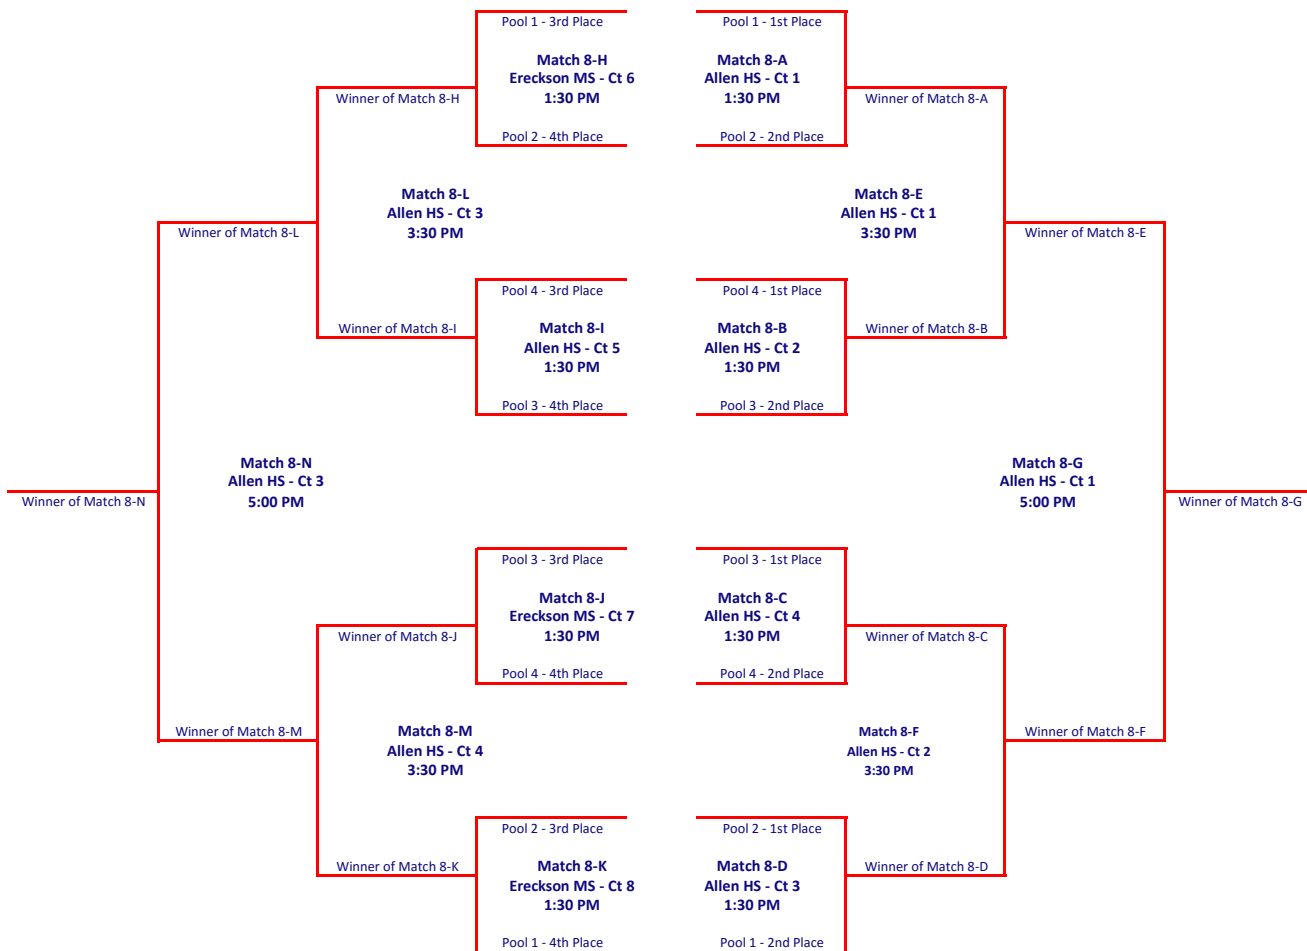 Pool 1 - 3rd Place
Pool 1 - 1st Place
Match 8-H
Ereckson MS - Ct 6
1:30 PM
Match 8-A
Allen HS - Ct 1
1:30 PM
Winner of Match 8-H
Winner of Match 8-A
Pool 2 - 4th Place
Pool 2 - 2nd Place
Match 8-L
Allen HS - Ct 3
3:30 PM
Match 8-E
Allen HS - Ct 1
3:30 PM
Winner of Match 8-L
Winner of Match 8-E
Pool 4 - 3rd Place
Pool 4 - 1st Place
Winner of Match 8-I
Match 8-I
Allen HS - Ct 5
1:30 PM
Match 8-B
Allen HS - Ct 2
1:30 PM
Winner of Match 8-B
Pool 3 - 4th Place
Pool 3 - 2nd Place
Match 8-N
Allen HS - Ct 3
5:00 PM
Match 8-G
Allen HS - Ct 1
5:00 PM
Winner of Match 8-N
Winner of Match 8-G
Pool 3 - 3rd Place
Pool 3 - 1st Place
Match 8-J
Ereckson MS - Ct 7
1:30 PM
Match 8-C
Allen HS - Ct 4
1:30 PM
Winner of Match 8-J
Winner of Match 8-C
Pool 4 - 4th Place
Pool 4 - 2nd Place
Winner of Match 8-M
Match 8-M
Allen HS - Ct 4
3:30 PM
Match 8-F
Allen HS - Ct 2
3:30 PM
Winner of Match 8-F
Pool 2 - 3rd Place
Pool 2 - 1st Place
Winner of Match 8-K
Match 8-K
Ereckson MS - Ct 8
1:30 PM
Match 8-D
Allen HS - Ct 3
1:30 PM
Winner of Match 8-D
Pool 1 - 4th Place
Pool 1 - 2nd Place